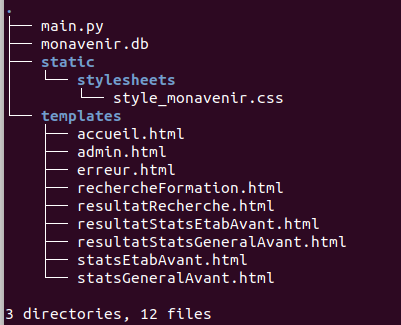 .
├── main.py
├── monavenir.db
├── static
│   └── stylesheets
│       └── style_monavenir.css
└── templates
    ├── accueil.html
    ├── admin.html
    ├── erreur.html
    ├── rechercheFormation.html
    ├── resultatRecherche.html
    ├── resultatStatsEtabAvant.html
    ├── resultatStatsGeneralAvant.html
    ├── statsEtabAvant.html
    └── statsGeneralAvant.html
3 directories, 12 files